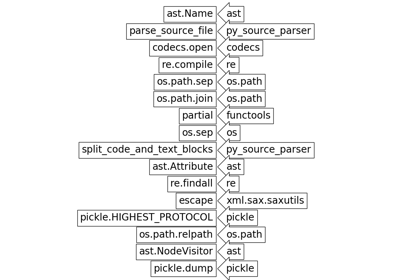 ast.Name ast
parse_source_file py_source_parser
codecs.open codecs
re.compile re
os.path.sep os.path
os.path.join os.path
partial functools
os.sep os
split_code_and_text_blocks py_source_parser
ast.Attribute ast
re.findall re
escape xml.sax.saxutils
pickle.HIGHEST_PROTOCOL pickle
os.path.relpath os.path
ast.NodeVisitor ast
pickle.dump pickle